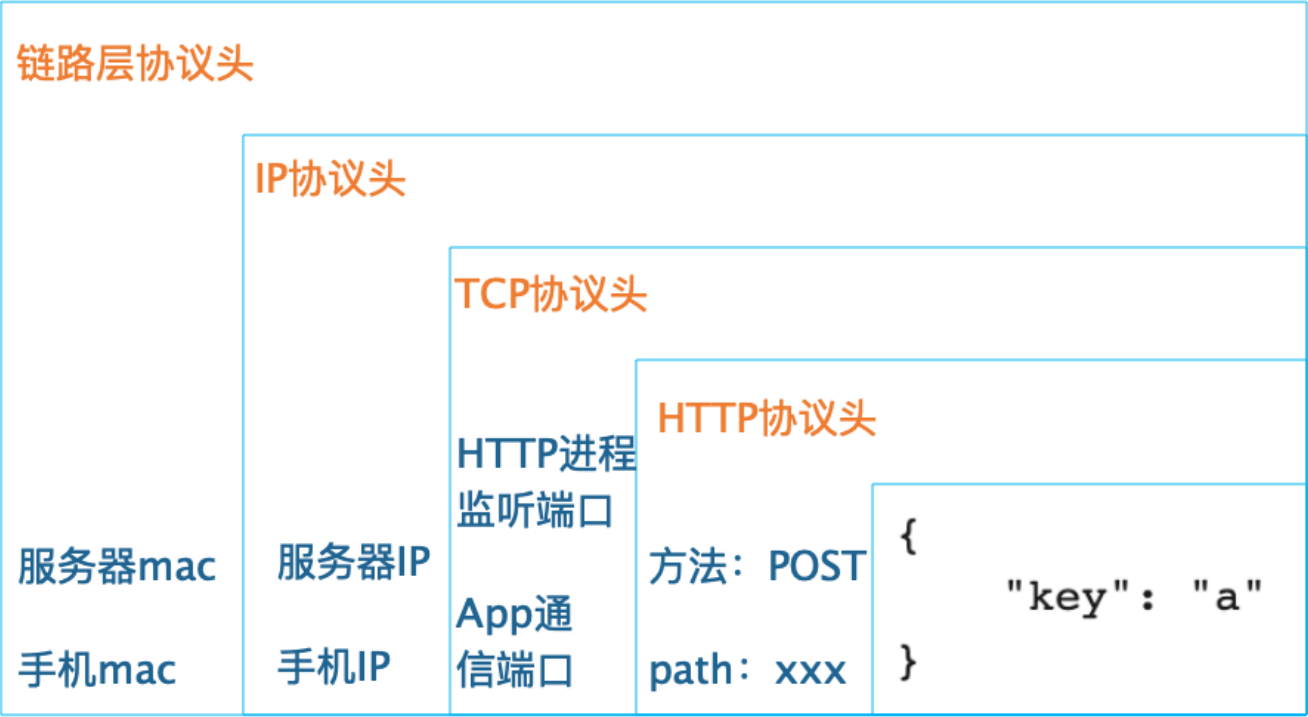 链路层协议头
IP协议头
TCP协议头
HTTP协议头
HTTP进程
监听端口
服务器mac
服务器IP
方法：POST
{
"key": "a"
}
App通
信端口
手机mac
手机IP
path：xxx